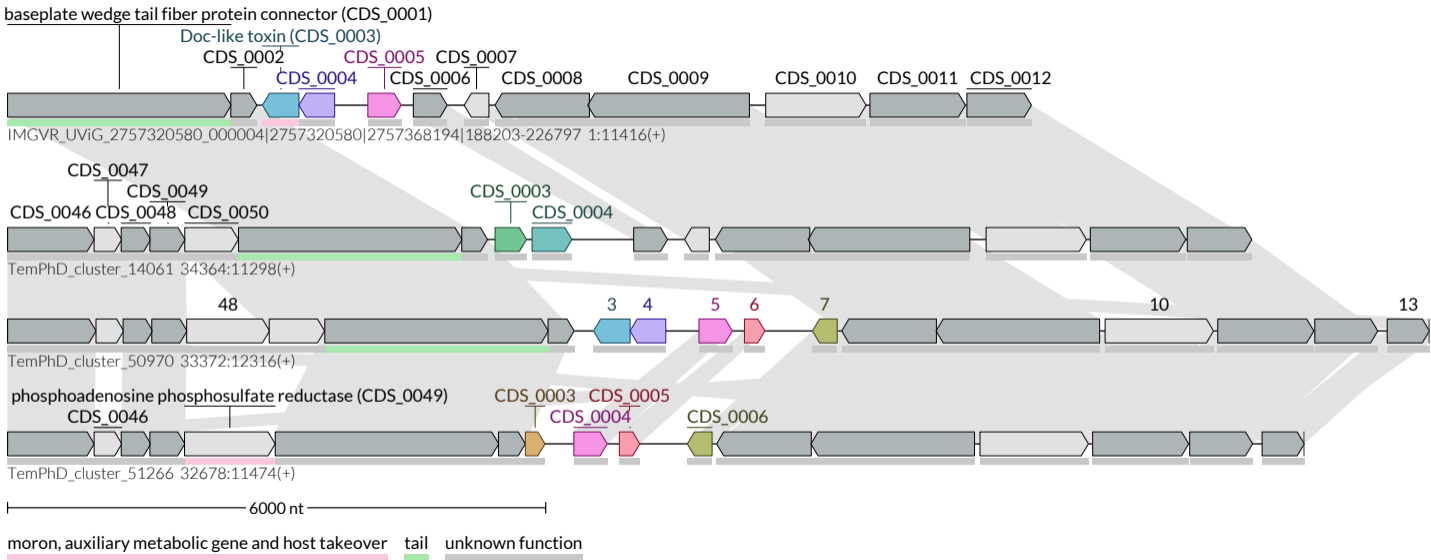 baseplate wedge tail fiber protein connector (CDS_0001)
Doc-like toxin (CDS_0003)
CDS_0002 CDS_0005 CDS_0007
CDS_0004 CDS_0006 CDS_0008 CDS_0009 CDS_0010 CDS_0011 CDS_0012
IMGVR_UViG_2757320580_000004|2757320580|2757368194|188203-226797 1:11416(+)
CDS_0047
CDS_0049 CDS_0003
CDS_0046 CDS_0048 CDS_0050 CDS_0004
TemPhD_cluster_14061 34364:11298(+)
48 3 4 5 6 7 10 13
TemPhD_cluster_50970 33372:12316(+)
phosphoadenosine phosphosulfate reductase (CDS_0049) CDS_0003 CDS_0005
CDS_0046 CDS_0004 CDS_0006
TemPhD_cluster_51266 32678:11474(+)
6000 nt
moron, auxiliary metabolic gene and host takeover tail unknown function